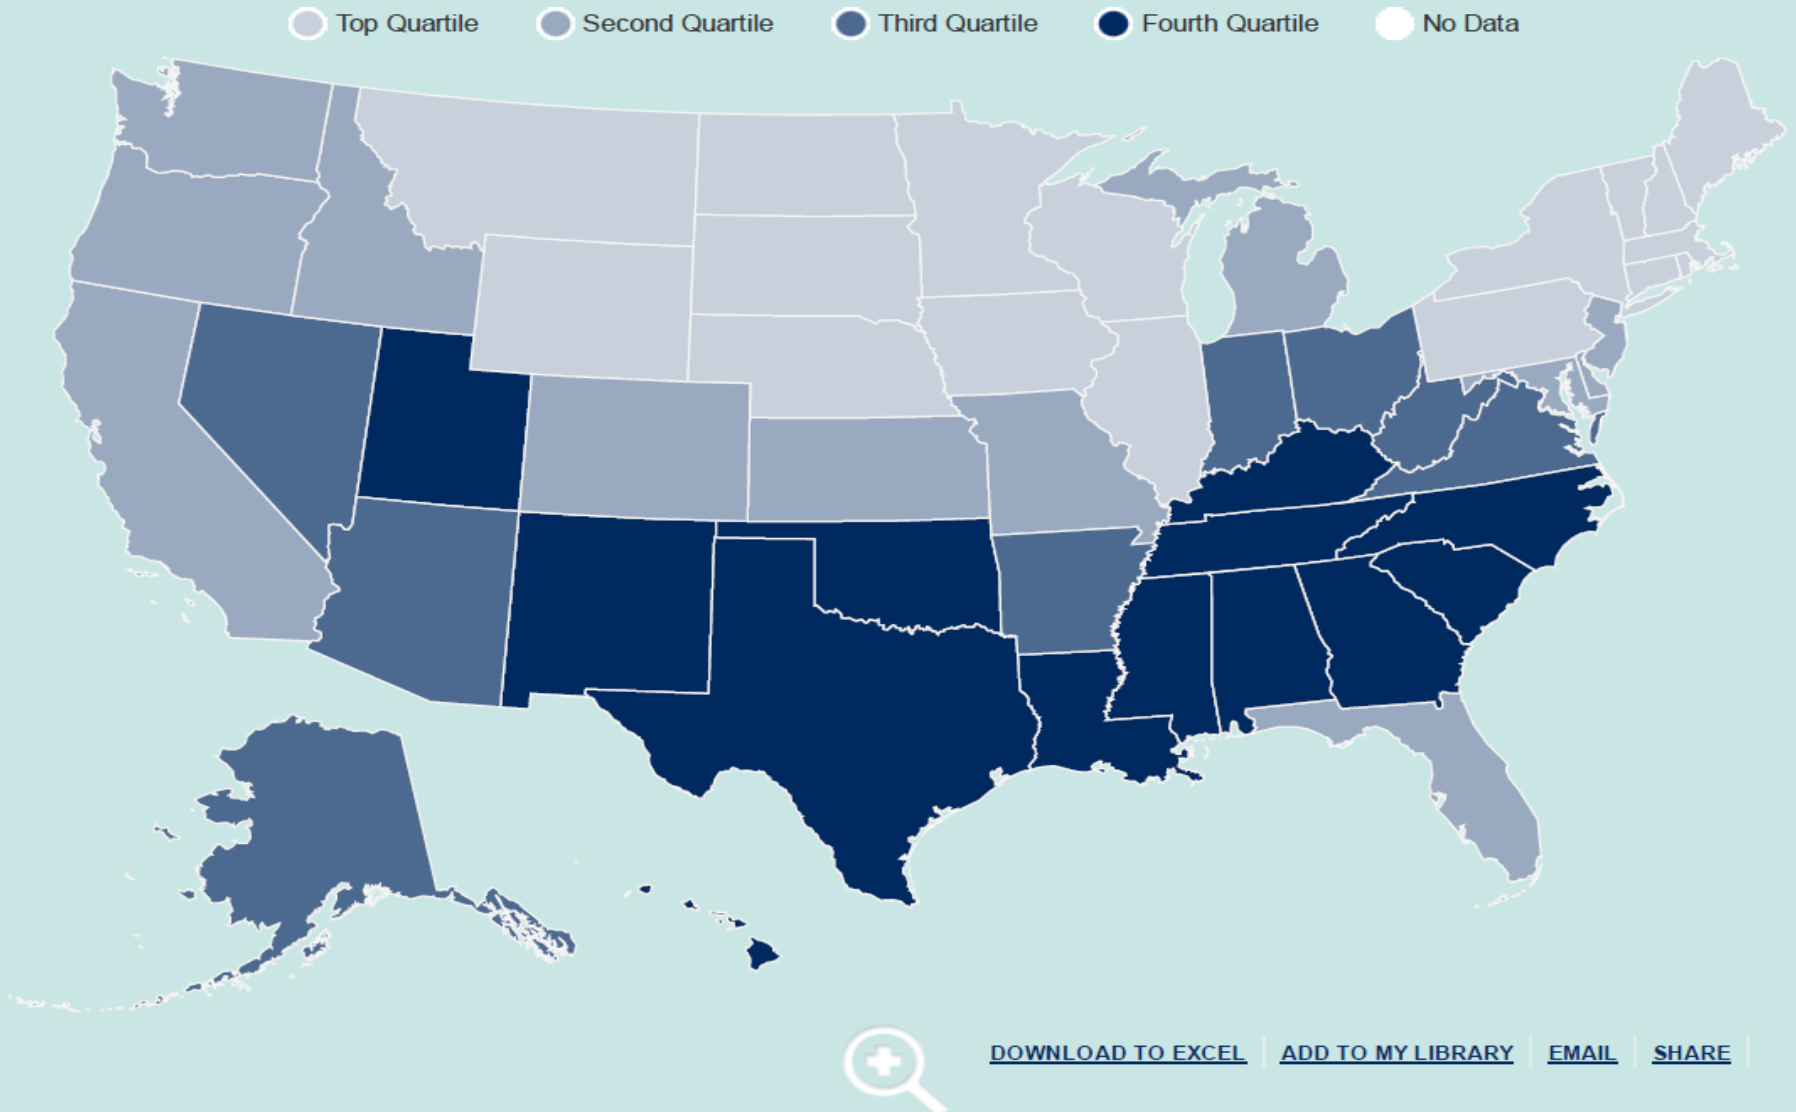 Top Quartile Second Quartile Third Quartile Fourth Quartile No Data
DOWNLOAD TO EXCEL ADD TO MY LIBRARY EMAIL SHARE